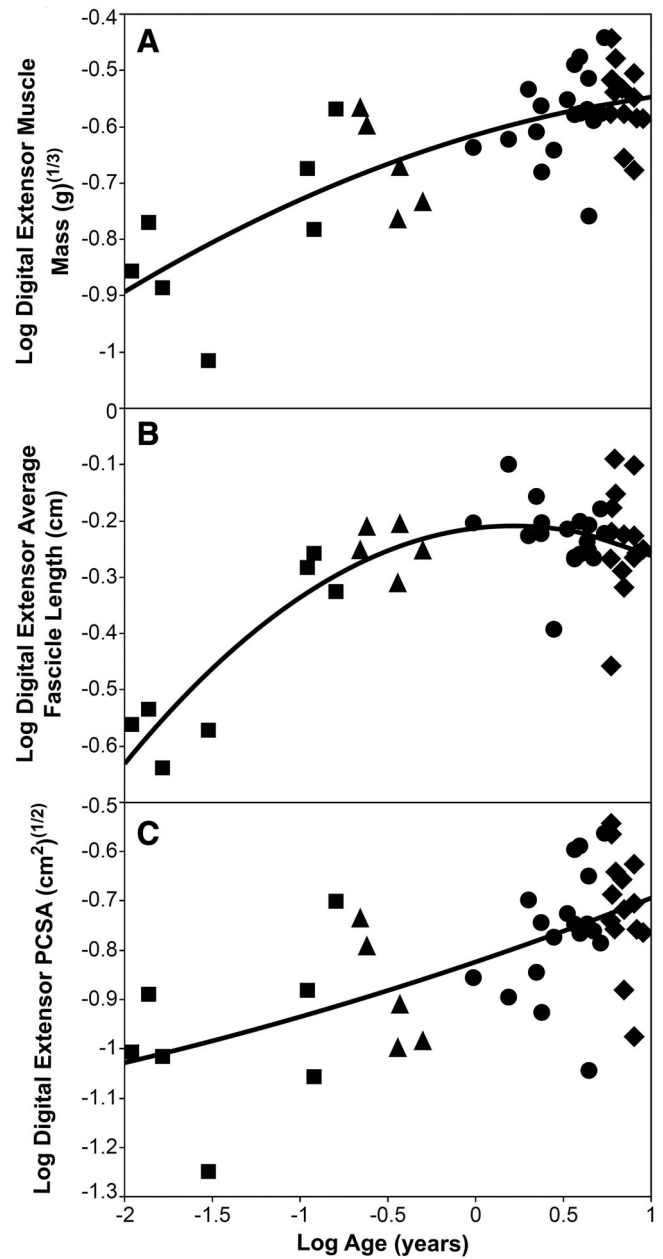 A
Log Digital Extensor Muscle
Mass (g)(1/3)
-0.4
-0.5
-0.6
-0.7
-0.8
-0.9
-1
0
B
Log Digital Extensor Average
Fascicle Length (cm)
-0.1
-0.2
-0.3
-0.4
-0.5
-0.6
-0.5
C
Log Digital Extensor PCSA (cm²)(1/2)
-0.6
-0.7
-0.8
-0.9
-1
-1.1
-1.2
-1.3
-2 -1.5 -1 -0.5 0 0.5 1
Log Age (years)